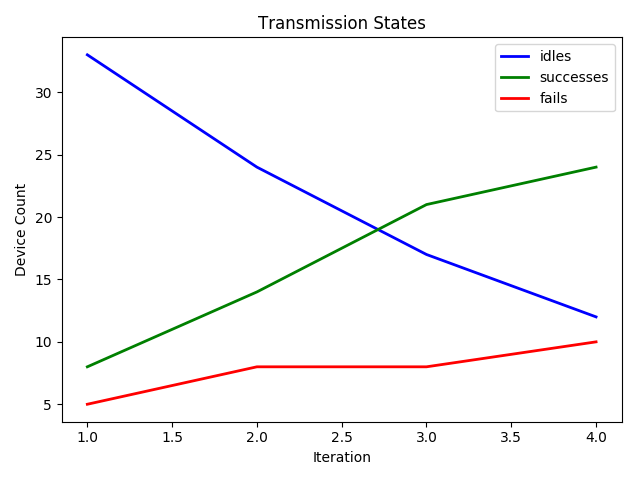 Transmission States
idles
successes
fails
Device Count
30
25
20
15
10
5
1.0 1.5 2.0 2.5 3.0 3.5 4.0
Iteration